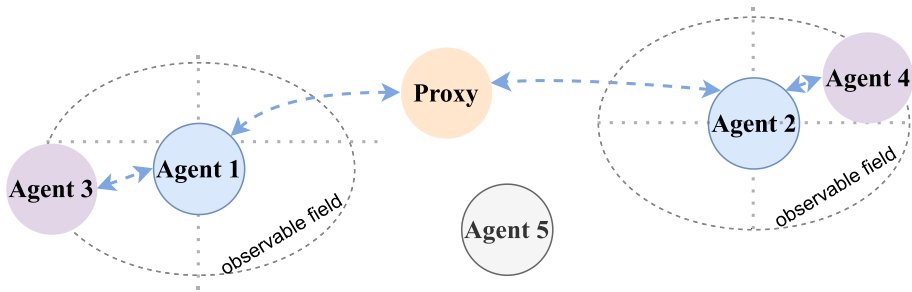 Agent 3
Agent 1
observable field
Proxy
Agent 5
Agent 2
Agent 4
observable field